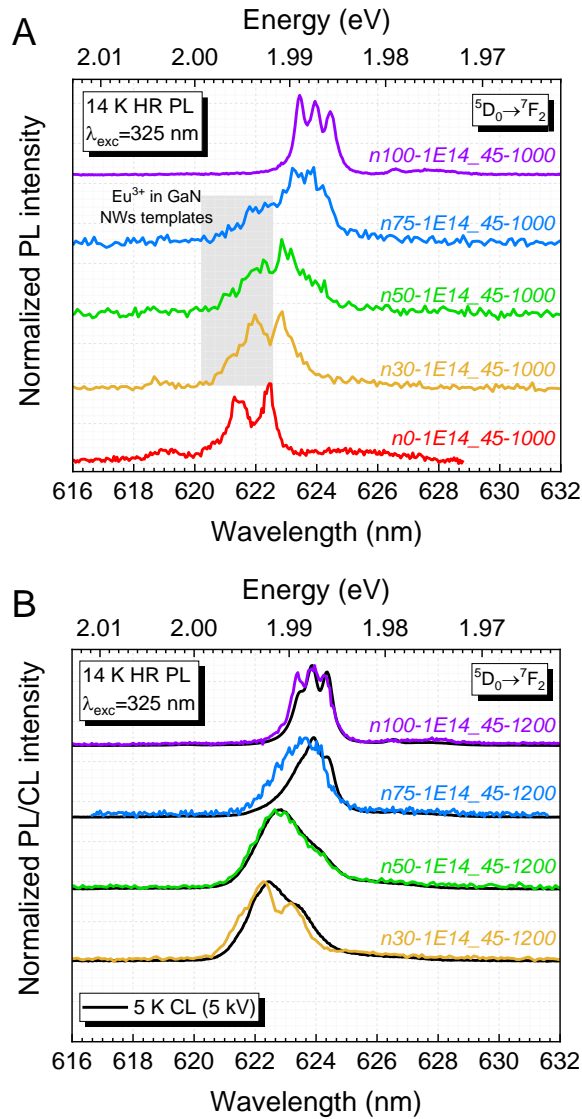 A
Energy (eV)
2.01 2.00 1.99 1.98 1.97
14 K HR PL
λexc=325 nm
⁵D₀→⁷F₂
n100-1E14_45-1000
Eu³⁺ in GaN
NWs templates
n75-1E14_45-1000
n50-1E14_45-1000
n30-1E14_45-1000
n0-1E14_45-1000
Normalized PL intensity
616 618 620 622 624 626 628 630 632
Wavelength (nm)
B
Energy (eV)
2.01 2.00 1.99 1.98 1.97
14 K HR PL
λexc=325 nm
⁵D₀→⁷F₂
n100-1E14_45-1200
n75-1E14_45-1200
n50-1E14_45-1200
n30-1E14_45-1200
5 K CL (5 kV)
Normalized PL/CL intensity
616 618 620 622 624 626 628 630 632
Wavelength (nm)